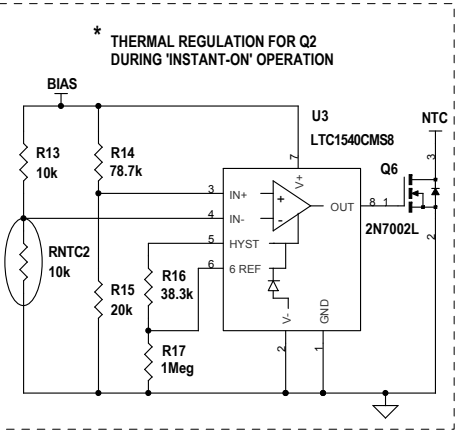 * THERMAL REGULATION FOR Q2
DURING 'INSTANT-ON' OPERATION
BIAS
U3
LTC1540CMS8
NTC
R13
10k
R14
78.7k
7
V+
Q6
3
3
IN+
+
OUT
8
1
4
IN-
-
2N7002L
5
HYST
6
REF
RNTC2
10k
R16
38.3k
R15
20k
2
V-
GND
R17
1Meg
2
1